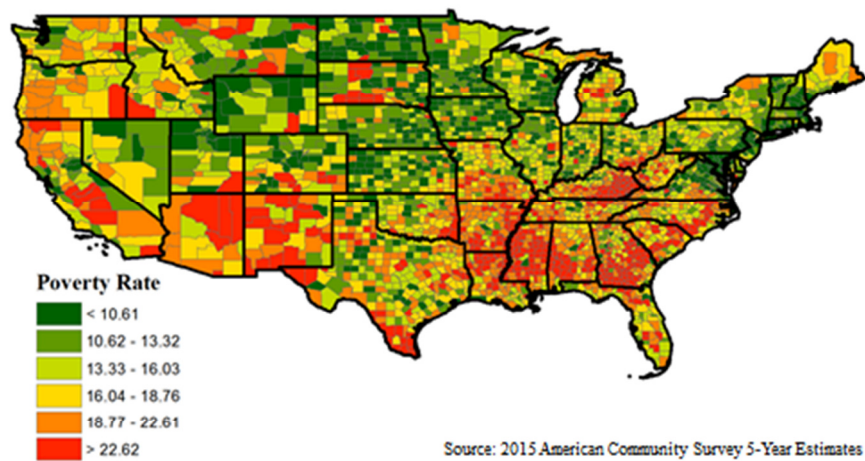 Poverty Rate
< 10.61
10.62 - 13.32
13.33 - 16.03
16.04 - 18.76
18.77 - 22.61
> 22.62
Source: 2015 American Community Survey 5-Year Estimates